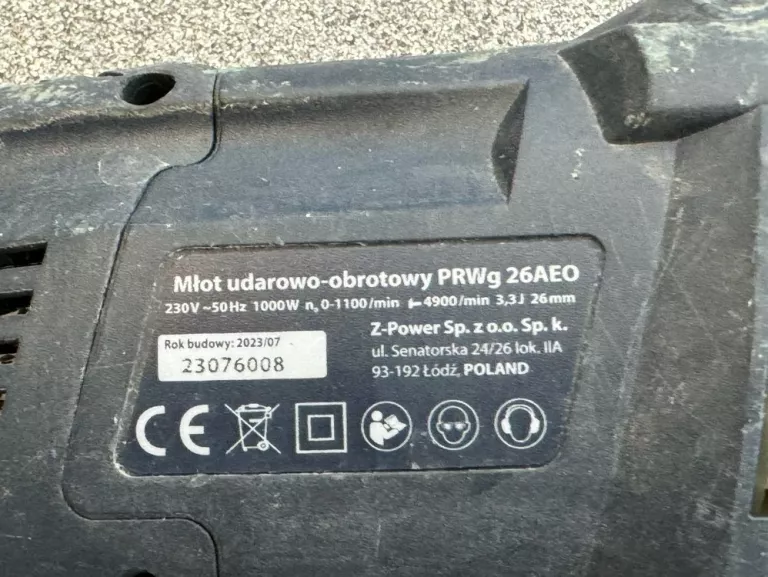 Młot udarowo-obrotowy PRWg 26AEO
230V ~50Hz 1000W n₀ 0-1100/min 4900/min 3,3J 26mm
Z-Power Sp. z o.o. Sp. k.
ul. Senatorska 24/26 lok. IIA
93-192 Łódź, POLAND
Rok budowy: 2023/07
23076008
CE